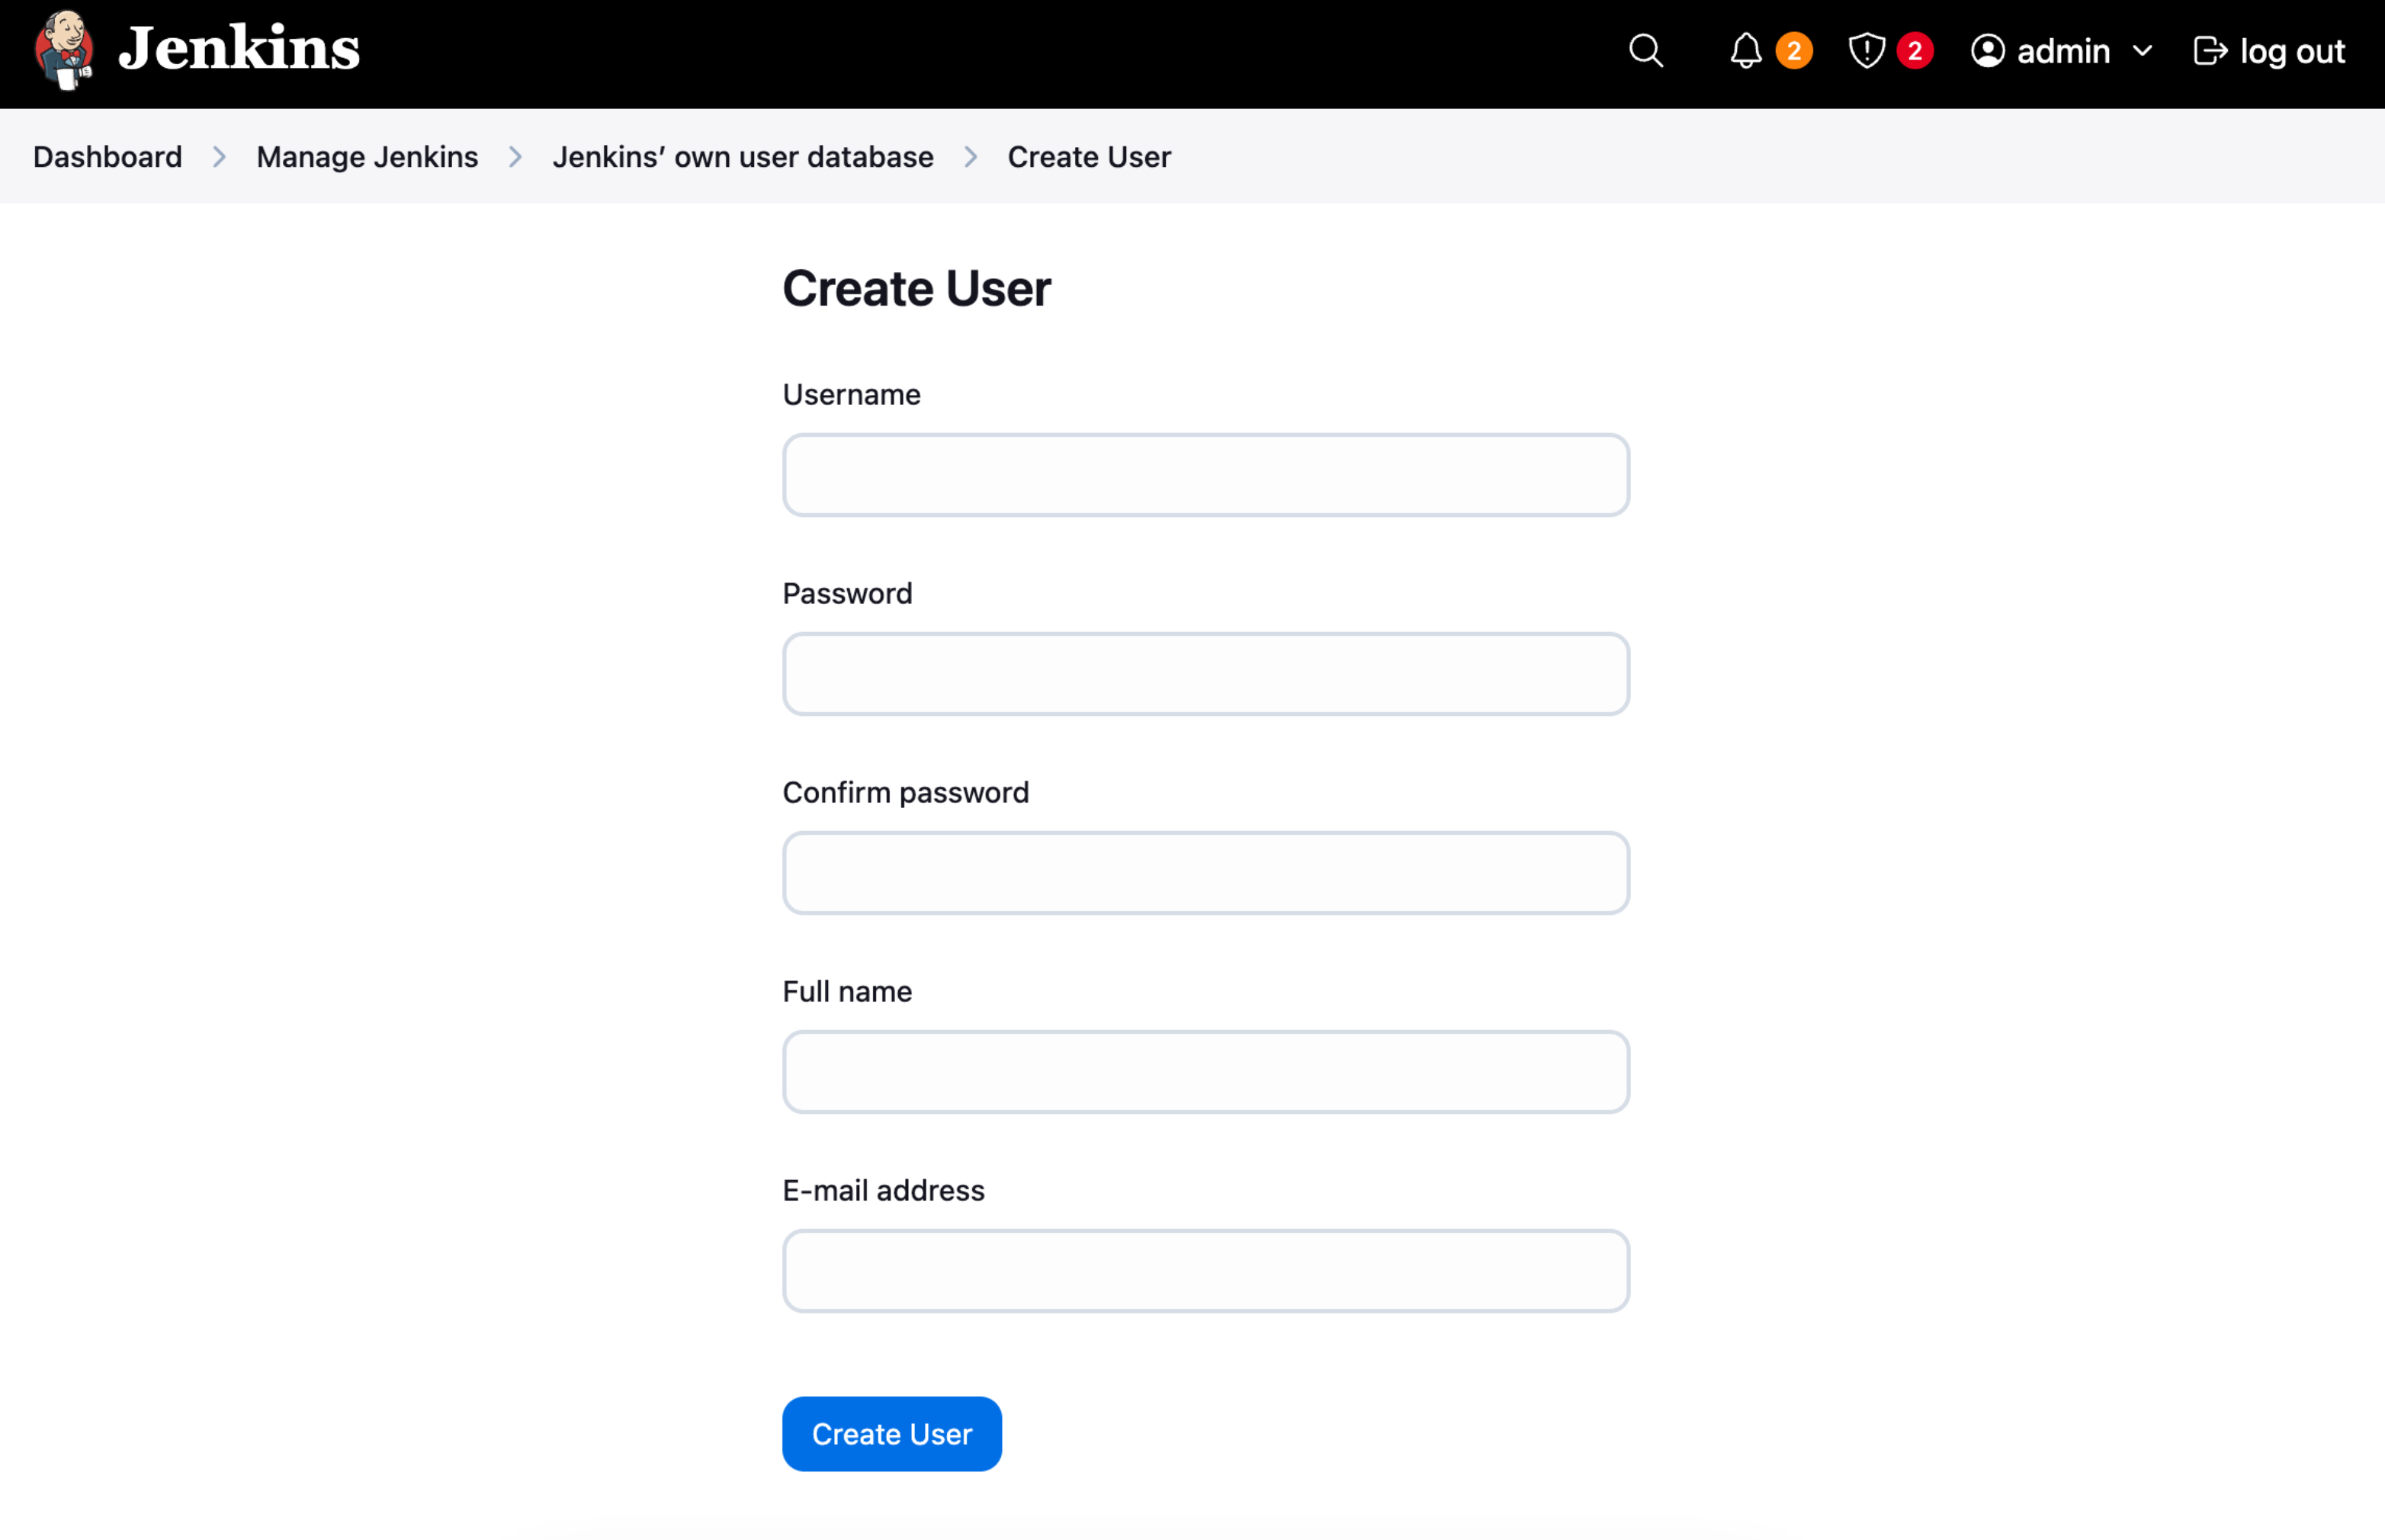 Jenkins
2
2
admin
log out
Dashboard
Manage Jenkins
Jenkins’ own user database
Create User
Create User
Username
Password
Confirm password
Full name
E-mail address
Create User